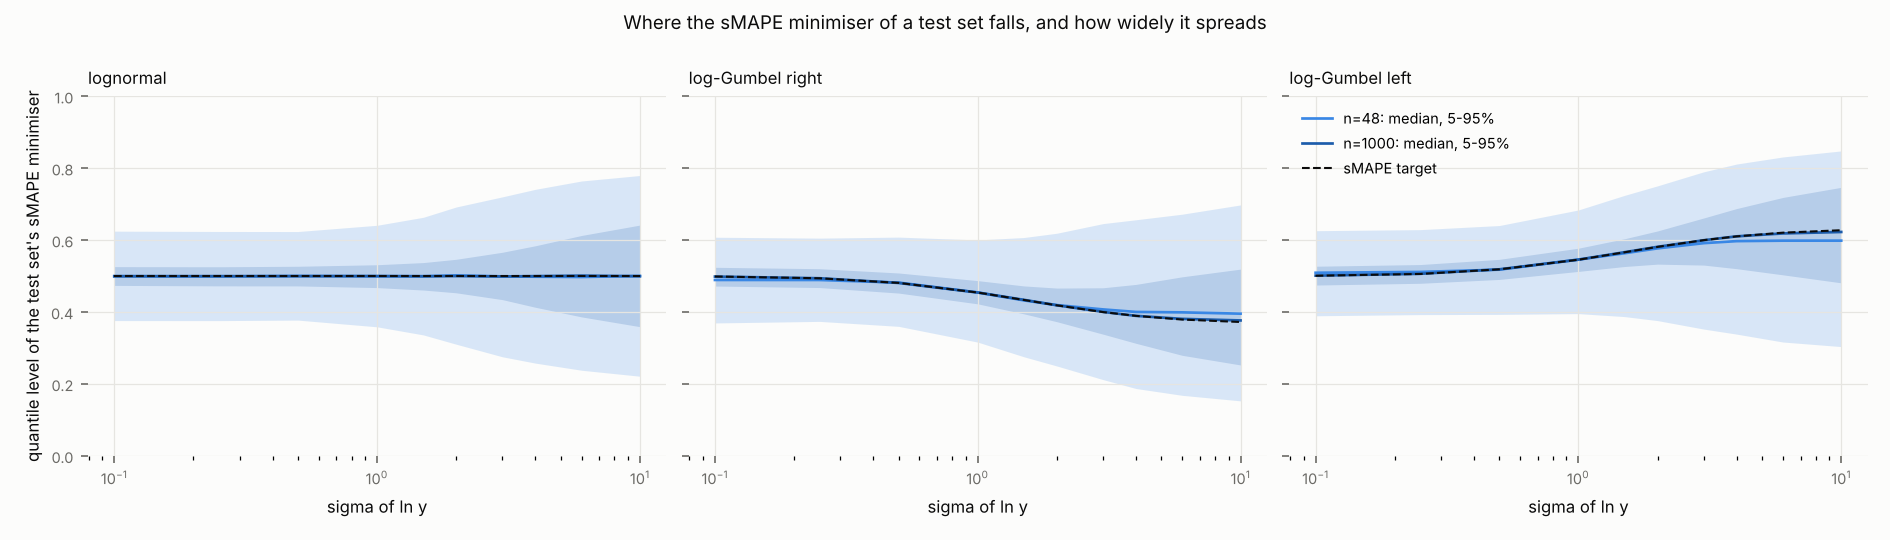 Where the sMAPE minimiser of a test set falls, and how widely it spreads
lognormal
log-Gumbel right
log-Gumbel left
quantile level of the test set's sMAPE minimiser
1.0
0.8
0.6
0.4
0.2
0.0
n=48: median, 5-95%
n=1000: median, 5-95%
sMAPE target
10⁻¹ 10⁰ 10¹
10⁻¹ 10⁰ 10¹
10⁻¹ 10⁰ 10¹
sigma of ln y
sigma of ln y
sigma of ln y